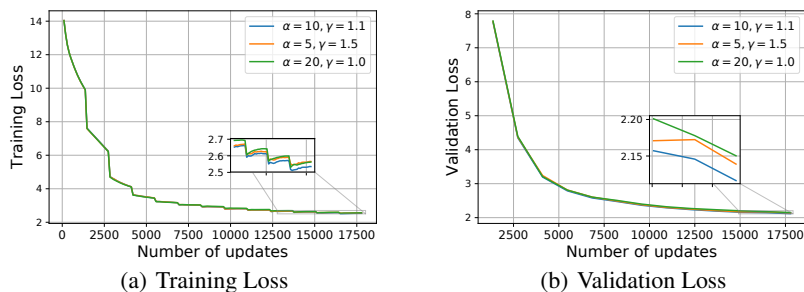 14
12
10
8
6
4
2
Training Loss
α = 10, γ = 1.1
α = 5, γ = 1.5
α = 20, γ = 1.0
2.7
2.6
2.5
0 2500 5000 7500 10000 12500 15000 17500
Number of updates
(a) Training Loss
8
7
6
5
4
3
2
Validation Loss
α = 10, γ = 1.1
α = 5, γ = 1.5
α = 20, γ = 1.0
2.20
2.15
2500 5000 7500 10000 12500 15000 17500
Number of updates
(b) Validation Loss